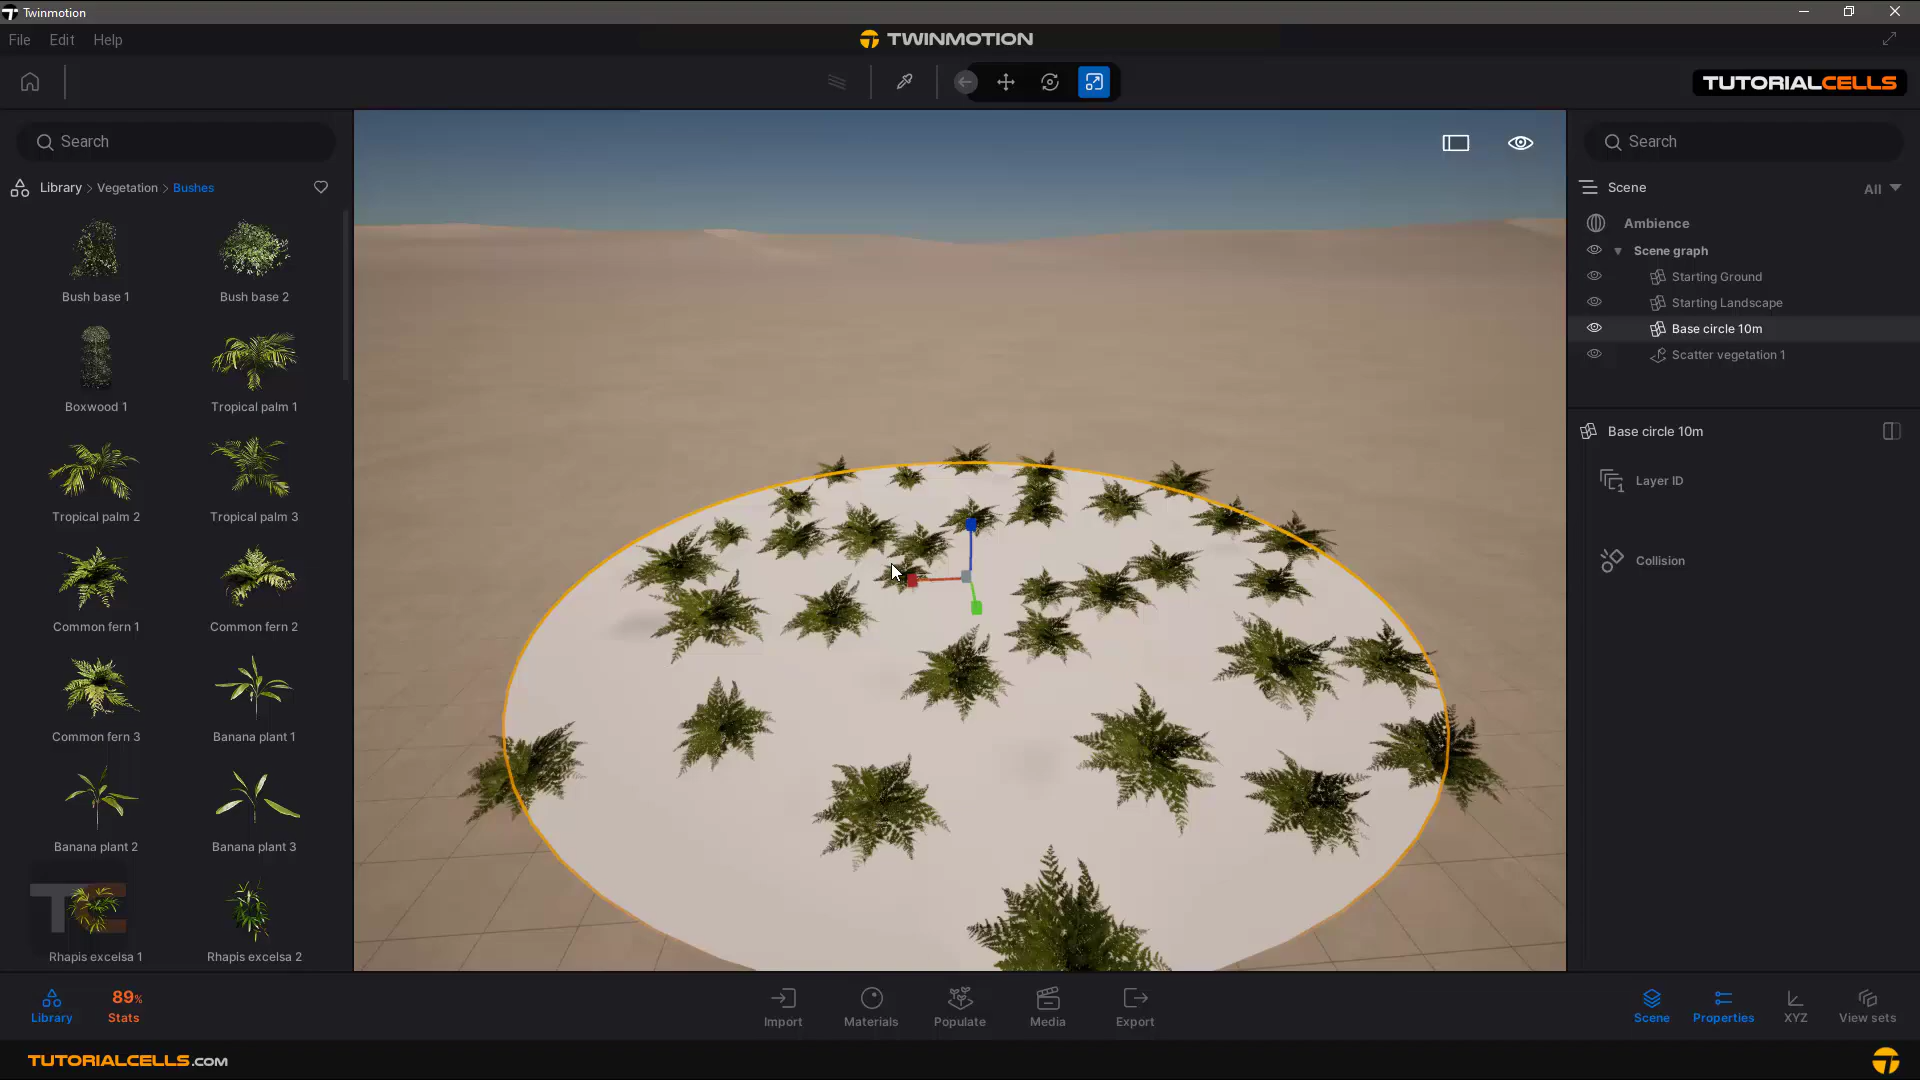 Twinmotion
File Edit Help
TWINMOTION
TUTORIALCELLS
Search
Library > Vegetation > Bushes
Bush base 1
Bush base 2
Boxwood 1
Tropical palm 1
Tropical palm 2
Tropical palm 3
Common fern 1
Common fern 2
Common fern 3
Banana plant 1
Banana plant 2
Banana plant 3
TC
Rhapis excelsa 1
Rhapis excelsa 2
Search
Scene
All
Ambience
Scene graph
Starting Ground
Starting Landscape
Base circle 10m
Scatter vegetation 1
Base circle 10m
1 Layer ID
Collision
Library
89%
Stats
Import
Materials
Populate
Media
Export
Scene
Properties
XYZ
View sets
TUTORIALCELLS.COM